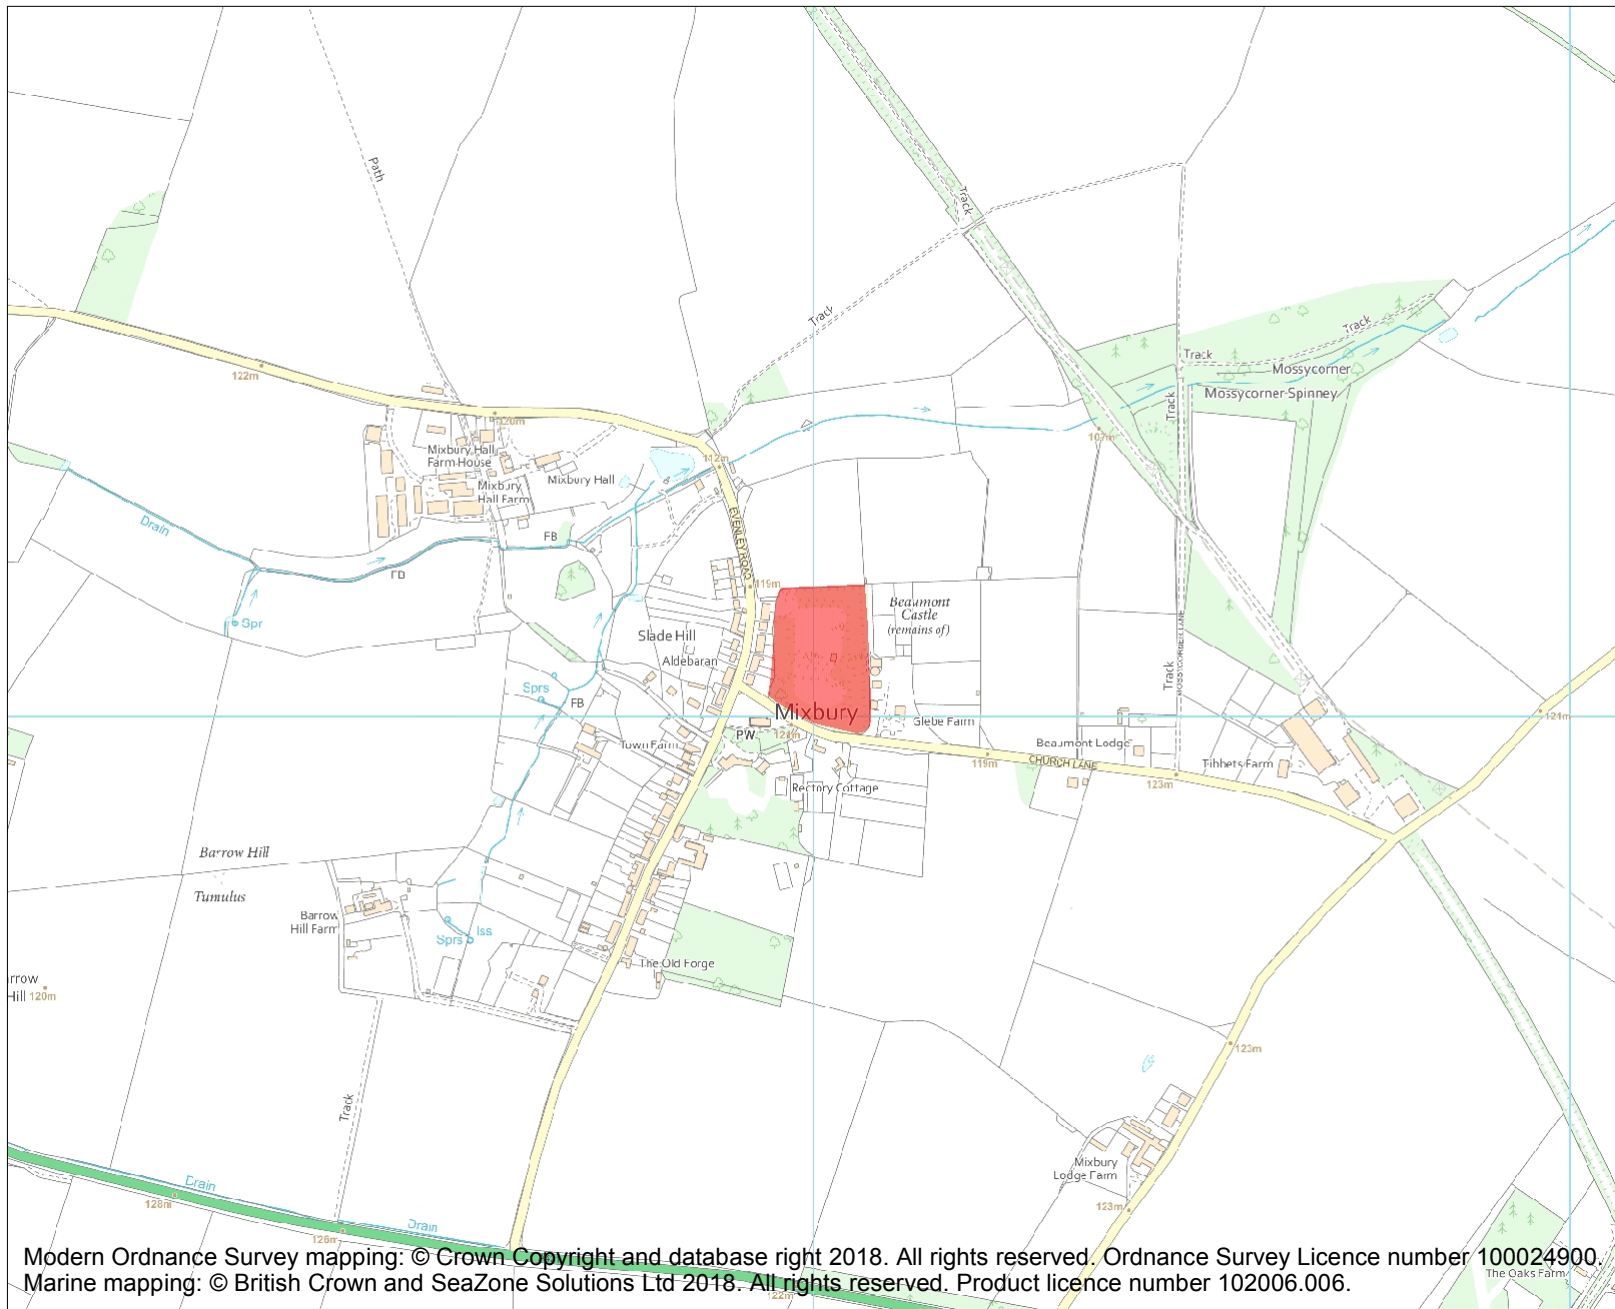 Path
Track
Track
122m
120m
Track
Track
Mossycorner
Mossycorner Spinney
Track
107m
Mixbury Hall
Farm House
Mixbury
Hall Farm
Mixbury Hall
112m
EVENLEY ROAD
Drain
FB
119m
Beaumont
Castle
(remains of)
Spr
Slade Hill
Aldebaran
Track
MOSSYCORNER LANE
Sprs
FB
Mixbury
PW
Glebe Farm
121m
Town Farm
Beaumont Lodge
119m
CHURCH LANE
Tibbets Farm
123m
Rectory Cottage
Barrow Hill
Tumulus
Barrow
Hill Farm
Iss
Sprs
The Old Forge
rrow
Hill
120m
123m
Track
Mixbury
Lodge Farm
123m
Drain
128m
Drain
126m
Modern Ordnance Survey mapping: © Crown Copyright and database right 2018. All rights reserved. Ordnance Survey Licence number 100024900.
Marine mapping: © British Crown and SeaZone Solutions Ltd 2018. All rights reserved. Product licence number 102006.006.
The Oaks Farm
122m